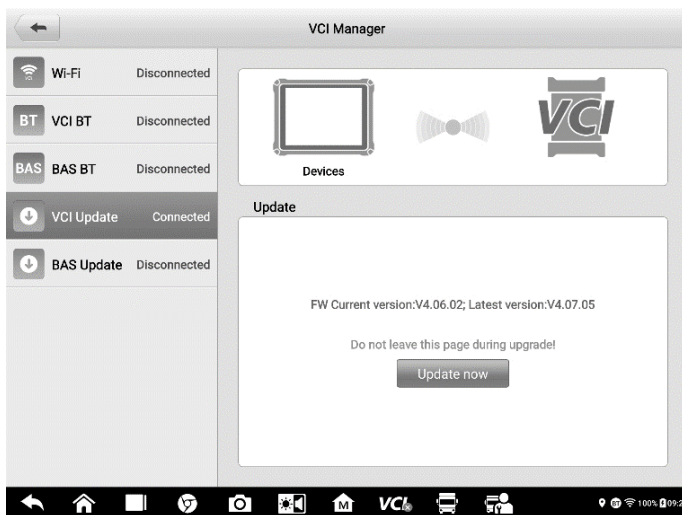 VCI Manager
Wi-Fi Disconnected
BT VCI BT Disconnected
BAS BAS BT Disconnected
VCI Update Connected
BAS Update Disconnected
VCI
Devices
Update
FW Current version:V4.06.02; Latest version:V4.07.05
Do not leave this page during upgrade!
Update now
M VCI 100% 09:2